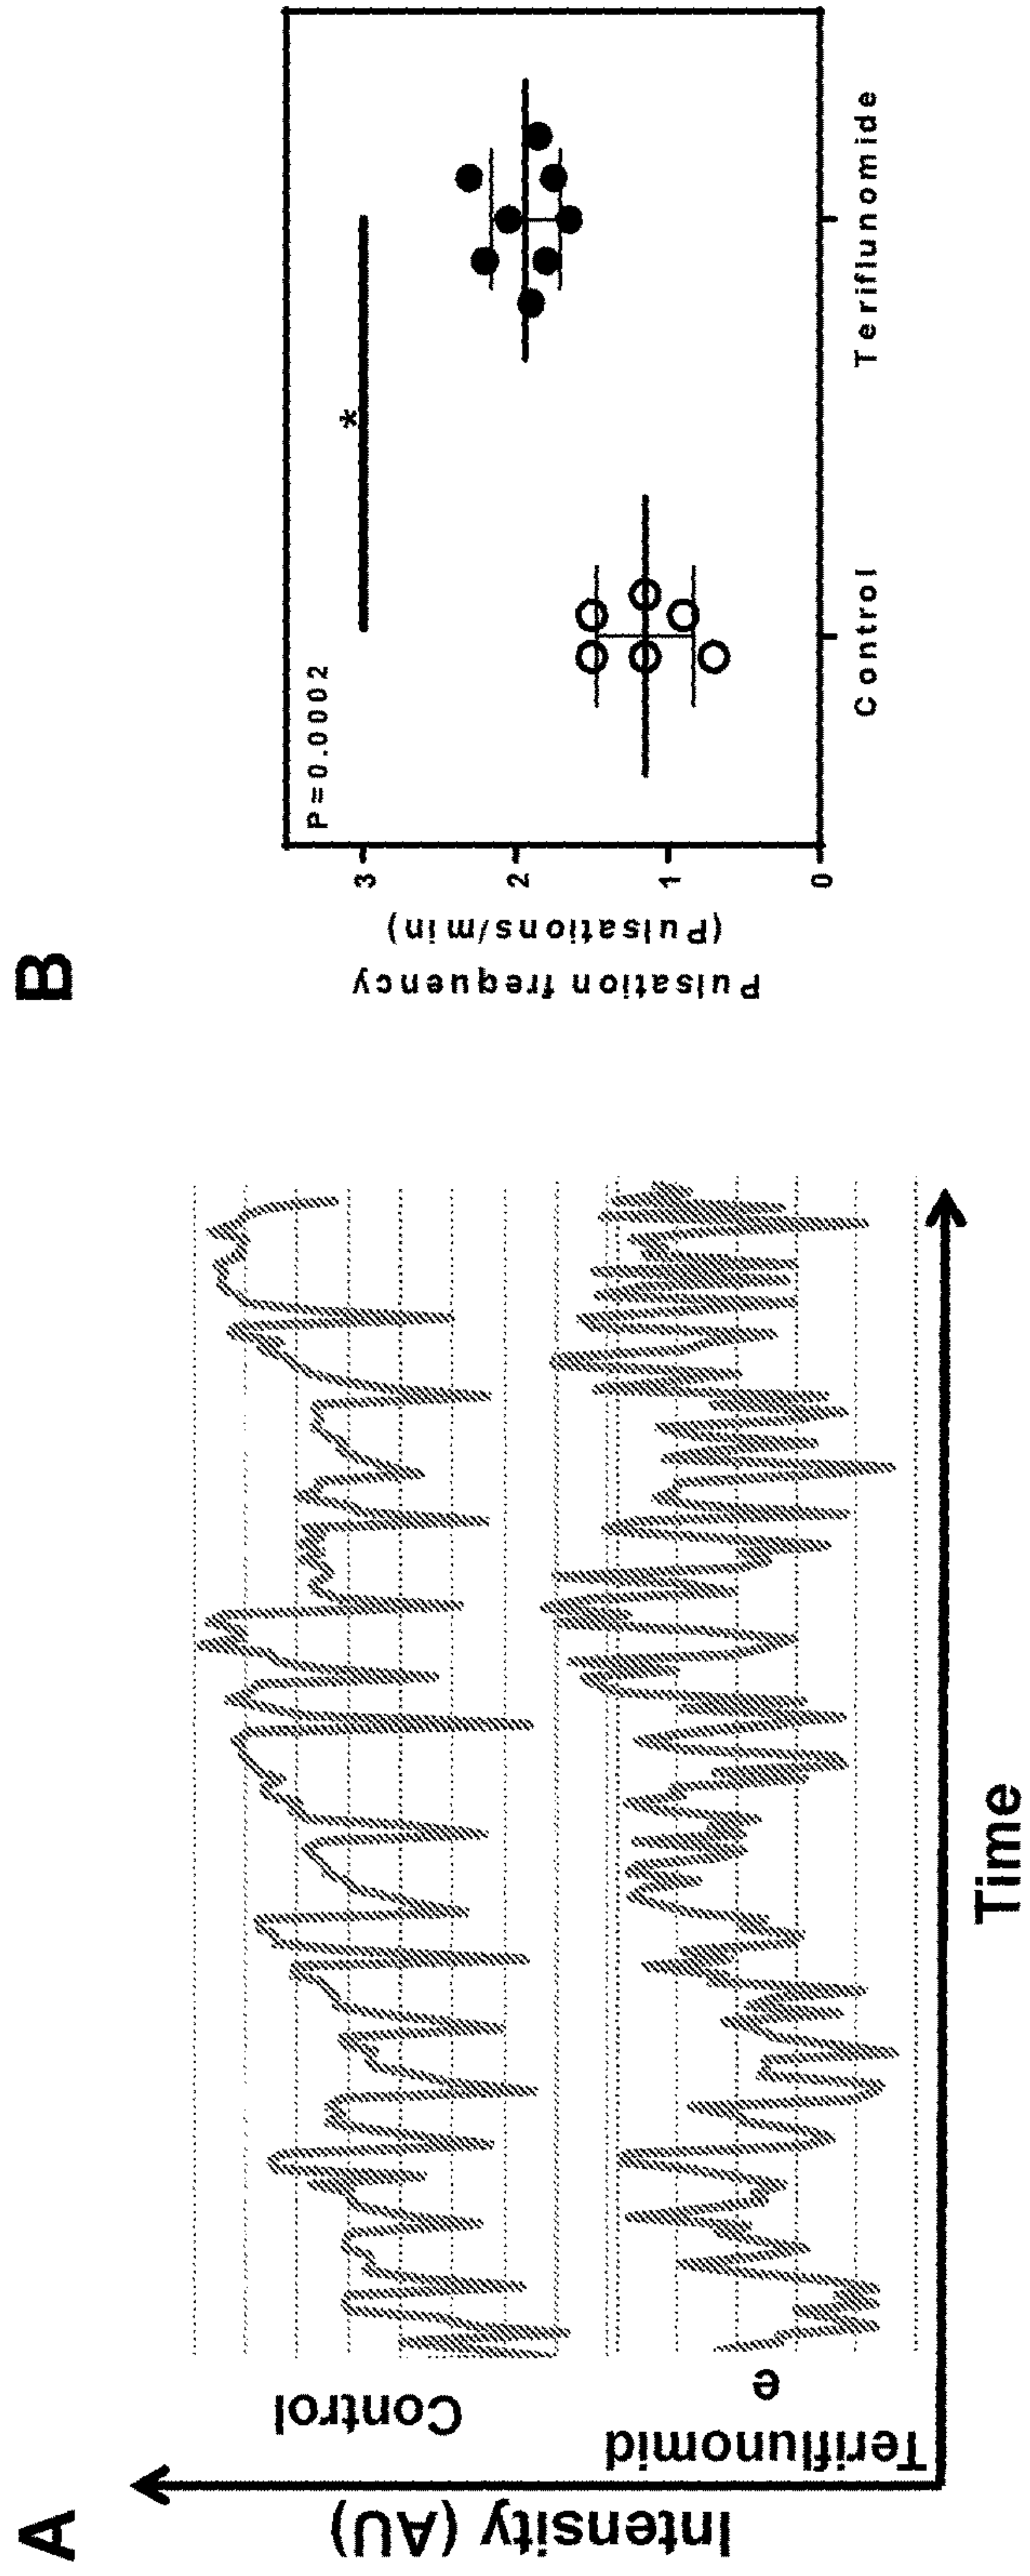 A
Intensity (AU)
Control
Teriflunomid
e
Time
B
Pulsation frequency
(Pulsations/min)
3
2
1
0
P=0.0002
*
Control
Teriflunomide